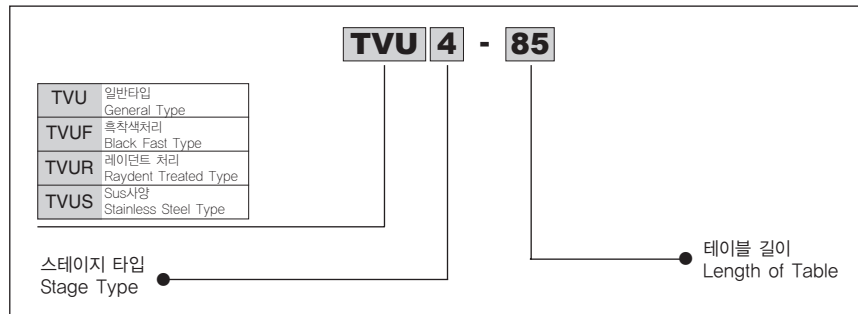 TVU 4 - 85
TVU 일반타입
General Type
TVUF 흑착색처리
Black Fast Type
TVUR 레이던트 처리
Raydent Treated Type
TVUS Sus사양
Stainless Steel Type
스테이지 타입
Stage Type
테이블 길이
Length of Table